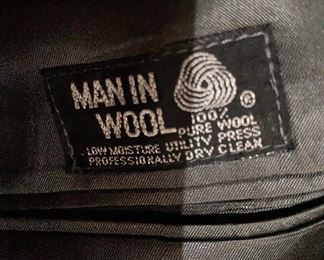 MAN IN
WOOL
100%
PURE WOOL
®
LOW MOISTURE UTILITY PRESS
PROFESSIONALLY DRY CLEAN